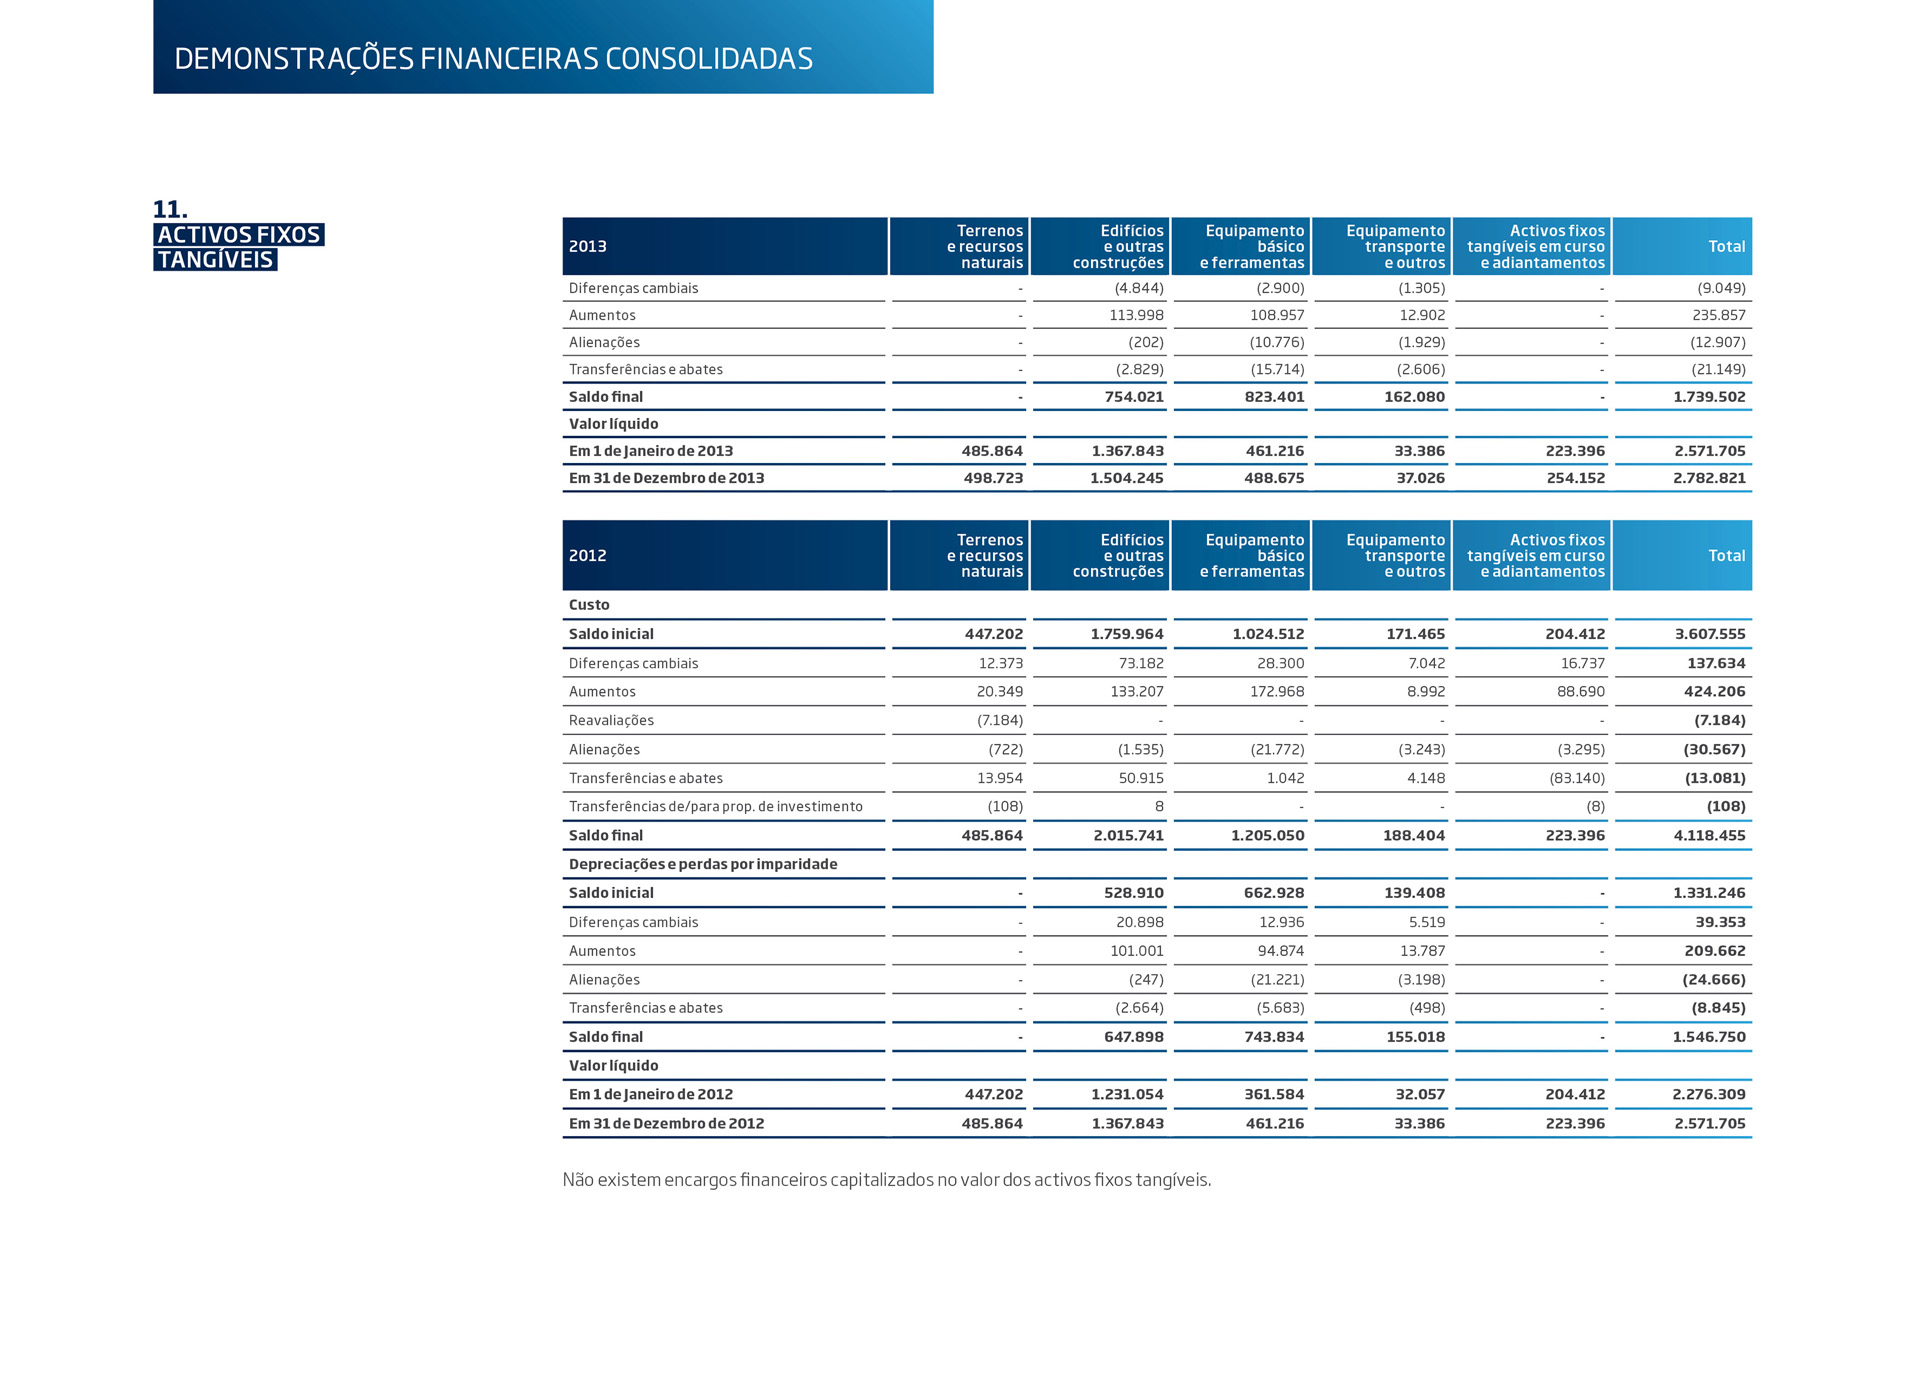 DEMONSTRAÇÕES FINANCEIRAS CONSOLIDADAS
11.
ACTIVOS FIXOS
TANGÍVEIS
2013 Terrenos e recursos naturais Edifícios e outras construções Equipamento básico e ferramentas Equipamento transporte e outros Activos fixos tangíveis em curso e adiantamentos Total
Diferenças cambiais - (4.844) (2.900) (1.305) - (9.049)
Aumentos - 113.998 108.957 12.902 - 235.857
Alienações - (202) (10.776) (1.929) - (12.907)
Transferências e abates - (2.829) (15.714) (2.606) - (21.149)
Saldo final - 754.021 823.401 162.080 - 1.739.502
Valor líquido
Em 1 de Janeiro de 2013 485.864 1.367.843 461.216 33.386 223.396 2.571.705
Em 31 de Dezembro de 2013 498.723 1.504.245 488.675 37.026 254.152 2.782.821
2012 Terrenos e recursos naturais Edifícios e outras construções Equipamento básico e ferramentas Equipamento transporte e outros Activos fixos tangíveis em curso e adiantamentos Total
Custo
Saldo inicial 447.202 1.759.964 1.024.512 171.465 204.412 3.607.555
Diferenças cambiais 12.373 73.182 28.300 7.042 16.737 137.634
Aumentos 20.349 133.207 172.968 8.992 88.690 424.206
Reavaliações (7.184) - - - - (7.184)
Alienações (722) (1.535) (21.772) (3.243) (3.295) (30.567)
Transferências e abates 13.954 50.915 1.042 4.148 (83.140) (13.081)
Transferências de/para prop. de investimento (108) 8 - - (8) (108)
Saldo final 485.864 2.015.741 1.205.050 188.404 223.396 4.118.455
Depreciações e perdas por imparidade
Saldo inicial - 528.910 662.928 139.408 - 1.331.246
Diferenças cambiais - 20.898 12.936 5.519 - 39.353
Aumentos - 101.001 94.874 13.787 - 209.662
Alienações - (247) (21.221) (3.198) - (24.666)
Transferências e abates - (2.664) (5.683) (498) - (8.845)
Saldo final - 647.898 743.834 155.018 - 1.546.750
Valor líquido
Em 1 de Janeiro de 2012 447.202 1.231.054 361.584 32.057 204.412 2.276.309
Em 31 de Dezembro de 2012 485.864 1.367.843 461.216 33.386 223.396 2.571.705
Não existem encargos financeiros capitalizados no valor dos activos fixos tangíveis.